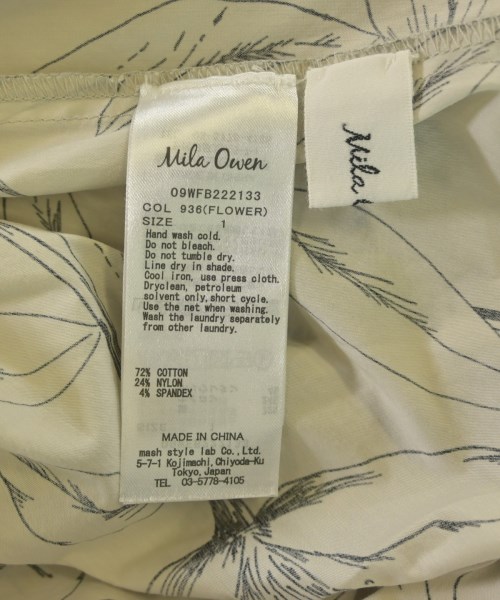 Mila Owen
09WFB222133
COL 936(FLOWER)
SIZE 1
Hand wash cold.
Do not bleach.
Do not tumble dry.
Line dry in shade.
Cool iron, use press cloth.
Dryclean, petroleum
solvent only,short cycle.
Use the net when washing.
Wash the laundry separately
from other laundry.
72% COTTON
24% NYLON
4% SPANDEX
MADE IN CHINA
mash style lab Co.,Ltd.
5-7-1 Kojimachi,Chiyoda-Ku
Tokyo,Japan
TEL 03-5778-4105
Mila